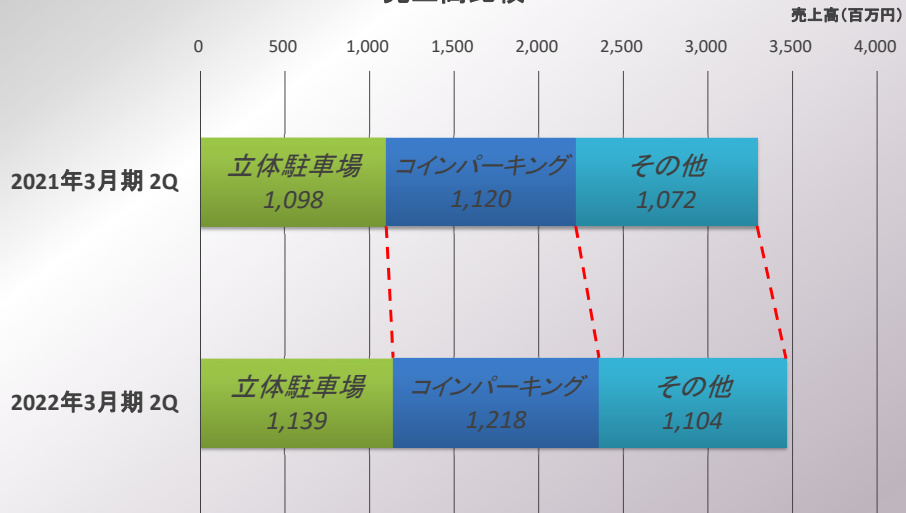 売上高(百万円)
0 500 1,000 1,500 2,000 2,500 3,000 3,500 4,000
2021年3月期 2Q
立体駐車場 コインパーキング その他
1,098 1,120 1,072
2022年3月期 2Q
立体駐車場 コインパーキング その他
1,139 1,218 1,104